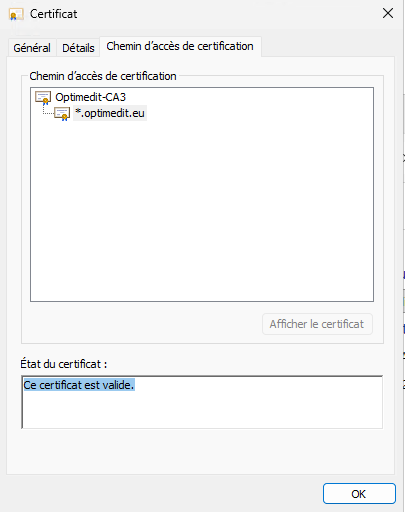 Certificat
Général
Détails
Chemin d'accès de certification
Chemin d'accès de certification
Optimedit-CA3
*.optimedit.eu
Afficher le certificat
État du certificat :
Ce certificat est valide.
OK